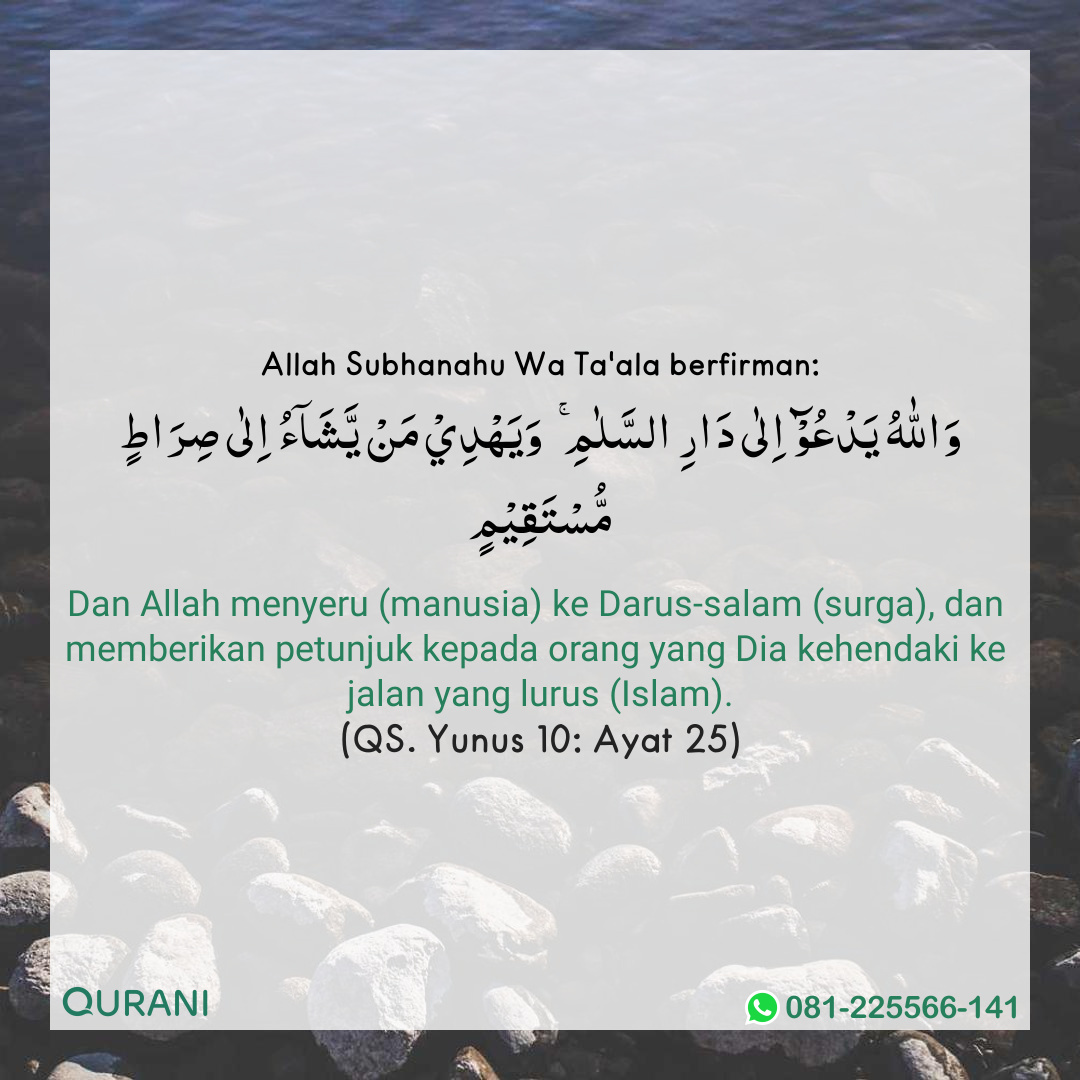 Allah Subhanahu Wa Ta'ala berfirman:
وَاللّٰهُ يَدْعُوْۤا اِلٰى دَارِ السَّلٰمِ ۚ وَيَهْدِيْ مَنْ يَّشَآءُ اِلٰى صِرَا طٍ
مُّسْتَقِيْمٍ
Dan Allah menyeru (manusia) ke Darus-salam (surga), dan
memberikan petunjuk kepada orang yang Dia kehendaki ke
jalan yang lurus (Islam).
(QS. Yunus 10: Ayat 25)
QURANI
081-225566-141